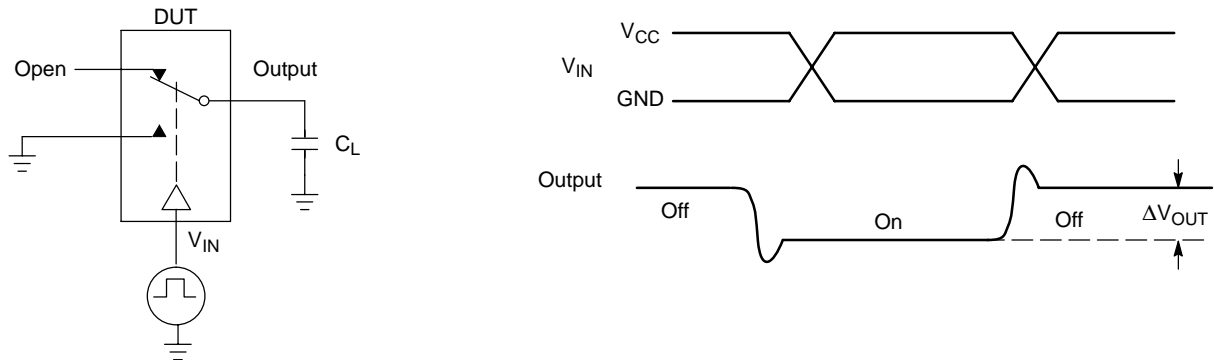 DUT
Open
Output
C_L
V_IN
V_CC
V_IN
GND
Output
Off
On
Off
ΔV_OUT